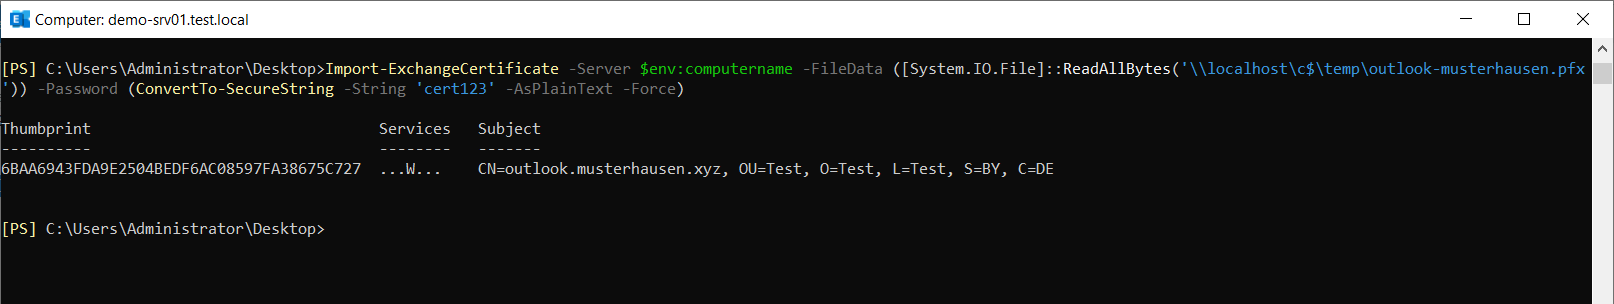 Computer: demo-srv01.test.local
[PS] C:\Users\Administrator\Desktop>Import-ExchangeCertificate -Server $env:computername -FileData ([System.IO.File]::ReadAllBytes('\\localhost\c$\temp\outlook-musterhausen.pfx
')) -Password (ConvertTo-SecureString -String 'cert123' -AsPlainText -Force)
Thumbprint Services Subject
---------- -------- -------
6BAA6943FDA9E2504BEDF6AC08597FA38675C727 ...W... CN=outlook.musterhausen.xyz, OU=Test, O=Test, L=Test, S=BY, C=DE
[PS] C:\Users\Administrator\Desktop>